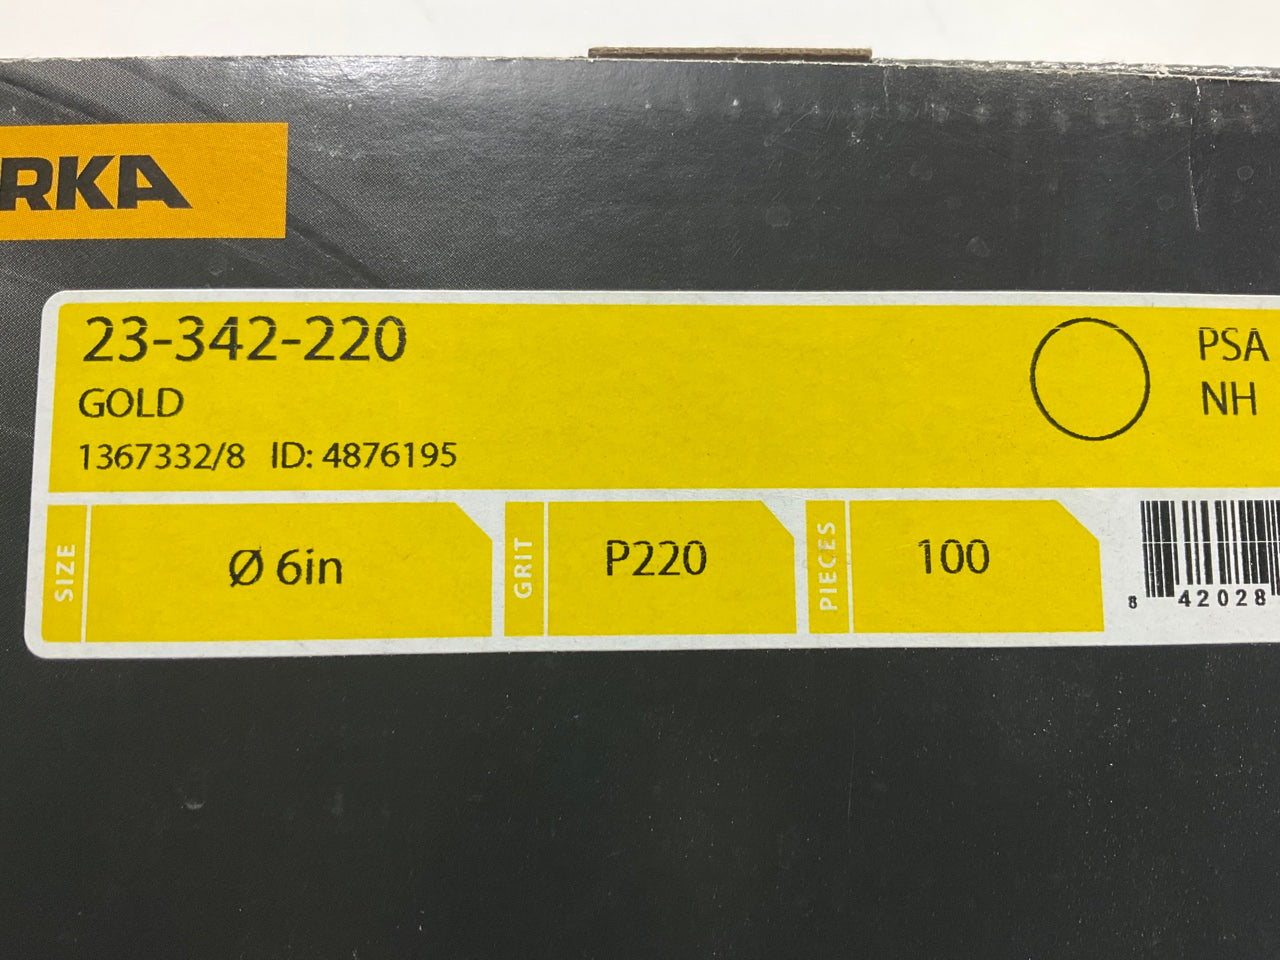 RKA
23-342-220
GOLD
1367332/8 ID: 4876195
PSA
NH
SIZE
Ø 6in
GRIT
P220
PIECES
100
8 42028